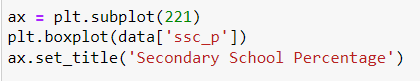 ax = plt.subplot(221)
plt.boxplot(data['ssc_p'])
ax.set_title('Secondary School Percentage')